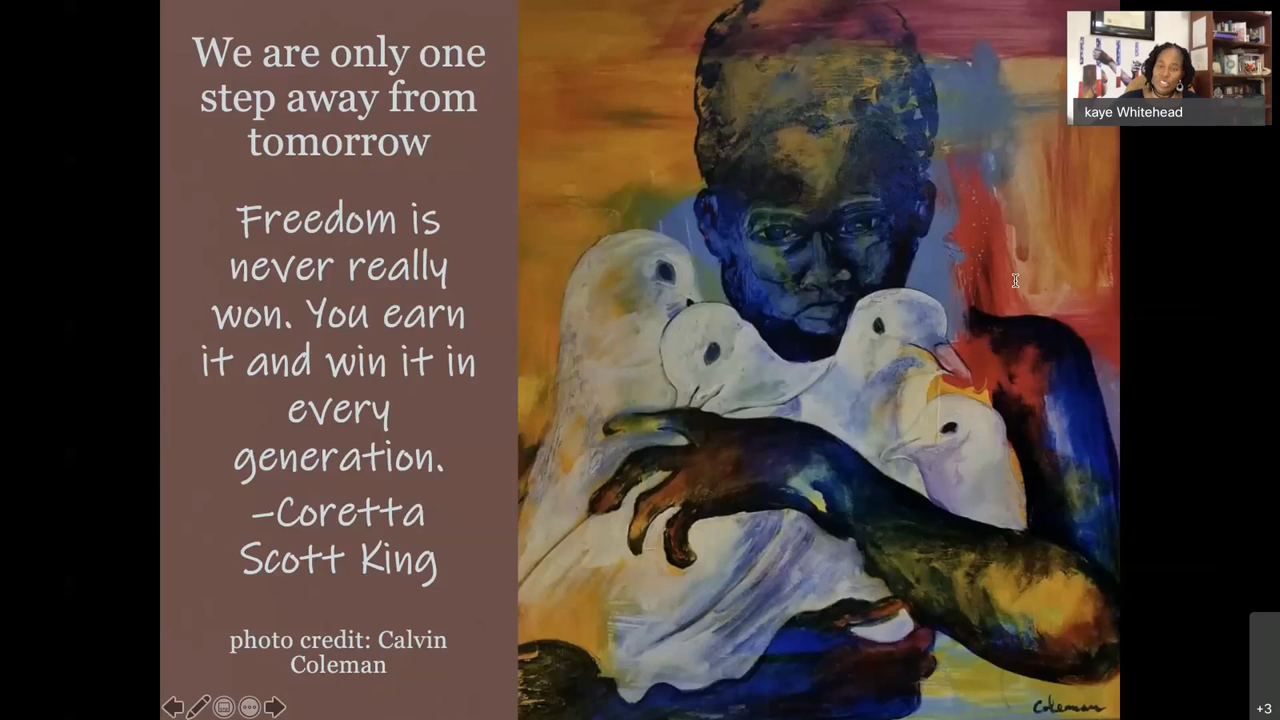 We are only one
step away from
tomorrow
Freedom is
never really
won. You earn
it and win it in
every
generation.
–Coretta
Scott King
photo credit: Calvin
Coleman
kaye Whitehead
Coleman
+3